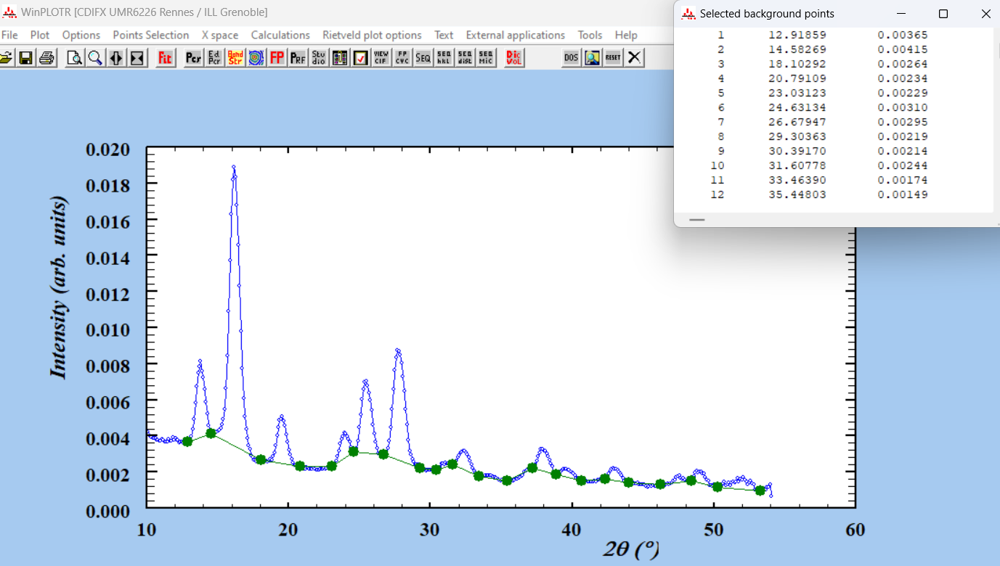 WinPLOTR [CDIFX UMR6226 Rennes / ILL Grenoble]
File Plot Options Points Selection X space Calculations Rietveld plot options Text External applications Tools Help
Fit Pcr Ed Pcr Bond Str FP PRF Stu dio VIEW CIF FP CYC SEQ SEQ hkl SEQ dist SEQ Mic Dic Vol DOS RESET
Selected background points
1 12.91859 0.00365
2 14.58269 0.00415
3 18.10292 0.00264
4 20.79109 0.00234
5 23.03123 0.00229
6 24.63134 0.00310
7 26.67947 0.00295
8 29.30363 0.00219
9 30.39170 0.00214
10 31.60778 0.00244
11 33.46390 0.00174
12 35.44803 0.00149
Intensity (arb. units)
0.020
0.018
0.016
0.014
0.012
0.010
0.008
0.006
0.004
0.002
0.000
10 20 30 40 50 60
2θ (°)